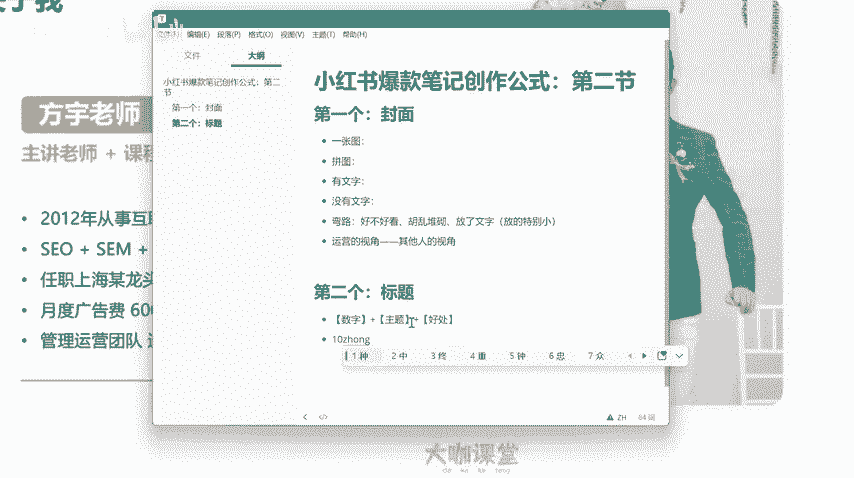 于我
文件(F) 编辑(E) 段落(P) 格式(O) 视图(V) 主题(T) 帮助(H)
文件 大纲
小红书爆款笔记创作公式：第二节
第一个：封面
第二个：标题
小红书爆款笔记创作公式：第二节
第一个：封面
一张图：
拼图：
有文字：
没有文字：
弯路：好不好看、胡乱堆砌、放了文字（放的特别小）
运营的视角——其他人的视角
第二个：标题
【数字】+【主题】+【好处】
10zhong
1 种 2 中 3 终 4 重 5 钟 6 忠 7 众
ZH 84 词
方宇老师
主讲老师 + 课程
2012年从事互联
SEO + SEM +
任职上海某龙头
月度广告费 600
管理运营团队
大咖课堂